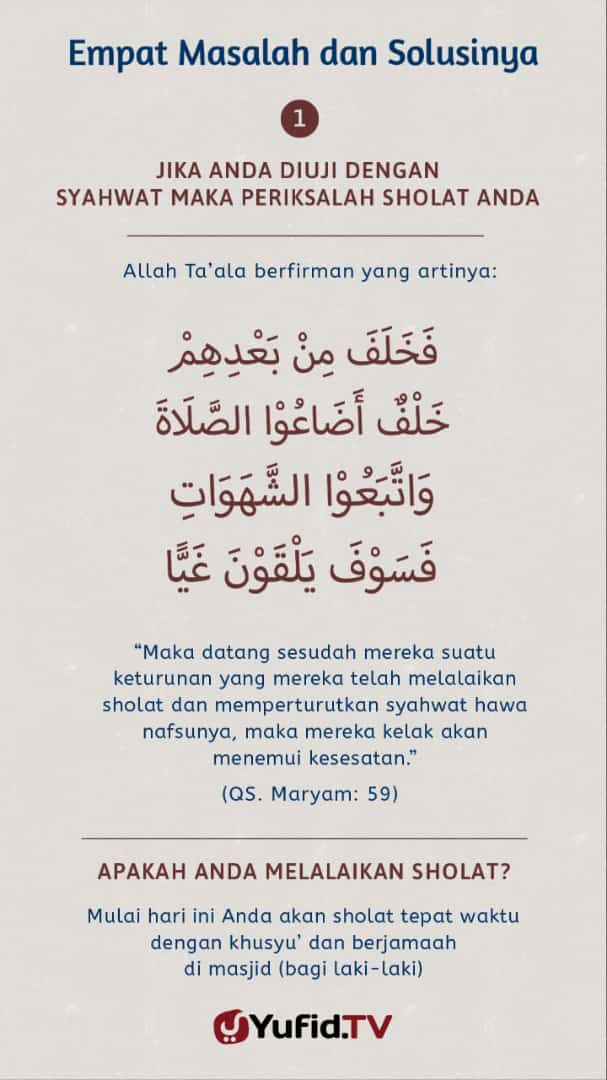 Empat Masalah dan Solusinya
1
JIKA ANDA DIUJI DENGAN
SYAHWAT MAKA PERIKSALAH SHOLAT ANDA
Allah Ta’ala berfirman yang artinya:
فَخَلَفَ مِنْ بَعْدِهِمْ
خَلْفٌ أَضَاعُوْا الصَّلَاةَ
وَاتَّبَعُوْا الشَّهَوَاتِ
فَسَوْفَ يَلْقَوْنَ غَيًّا
“Maka datang sesudah mereka suatu
keturunan yang mereka telah melalaikan
sholat dan memperturutkan syahwat hawa
nafsunya, maka mereka kelak akan
menemui kesesatan.”
(QS. Maryam: 59)
APAKAH ANDA MELALAIKAN SHOLAT?
Mulai hari ini Anda akan sholat tepat waktu
dengan khusyu’ dan berjamaah
di masjid (bagi laki-laki)
Yufid.TV